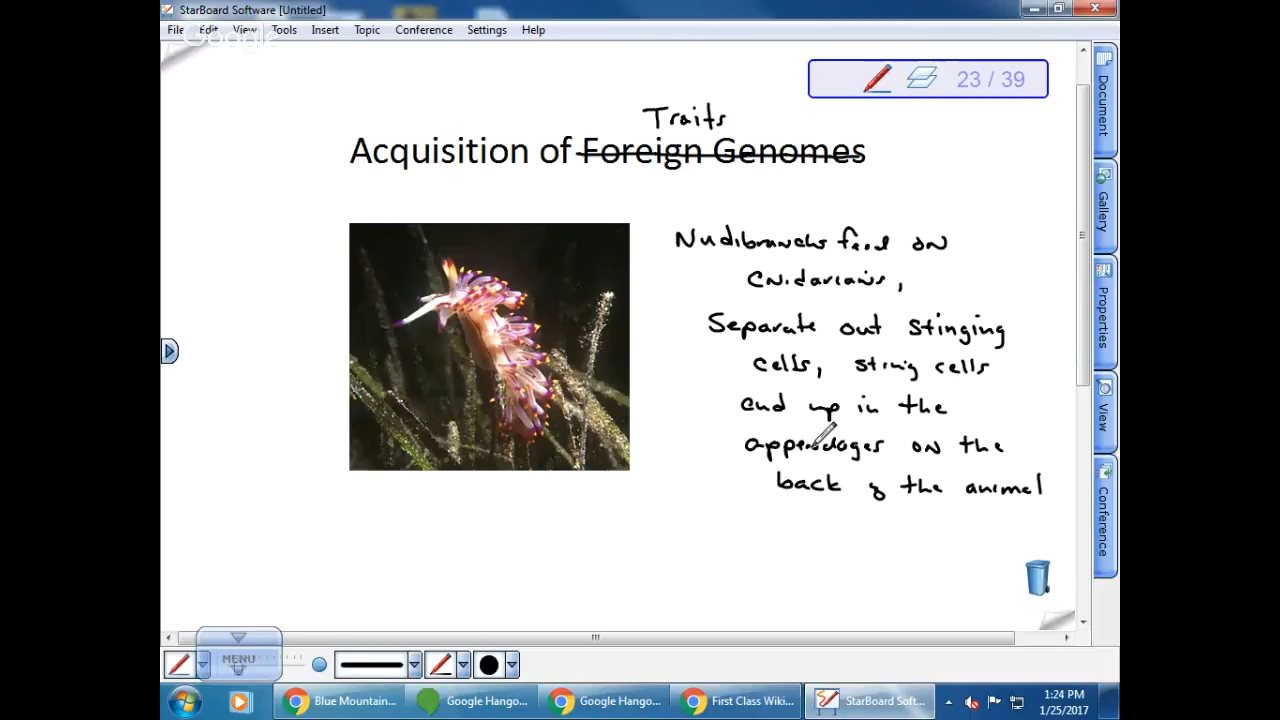 StarBoard Software [Untitled]
File Edit View Tools Insert Topic Conference Settings Help
Google
23 / 39
Traits
Acquisition of Foreign Genomes
Nudibranchs feed on
Cnidarians,
Separate out stinging
cells, sting cells
end up in the
appendages on the
back of the animal
Document
Gallery
Properties
View
Conference
MENU
Blue Mountain...
Google Hango...
Google Hango...
First Class Wiki...
StarBoard Soft...
1:24 PM
1/25/2017